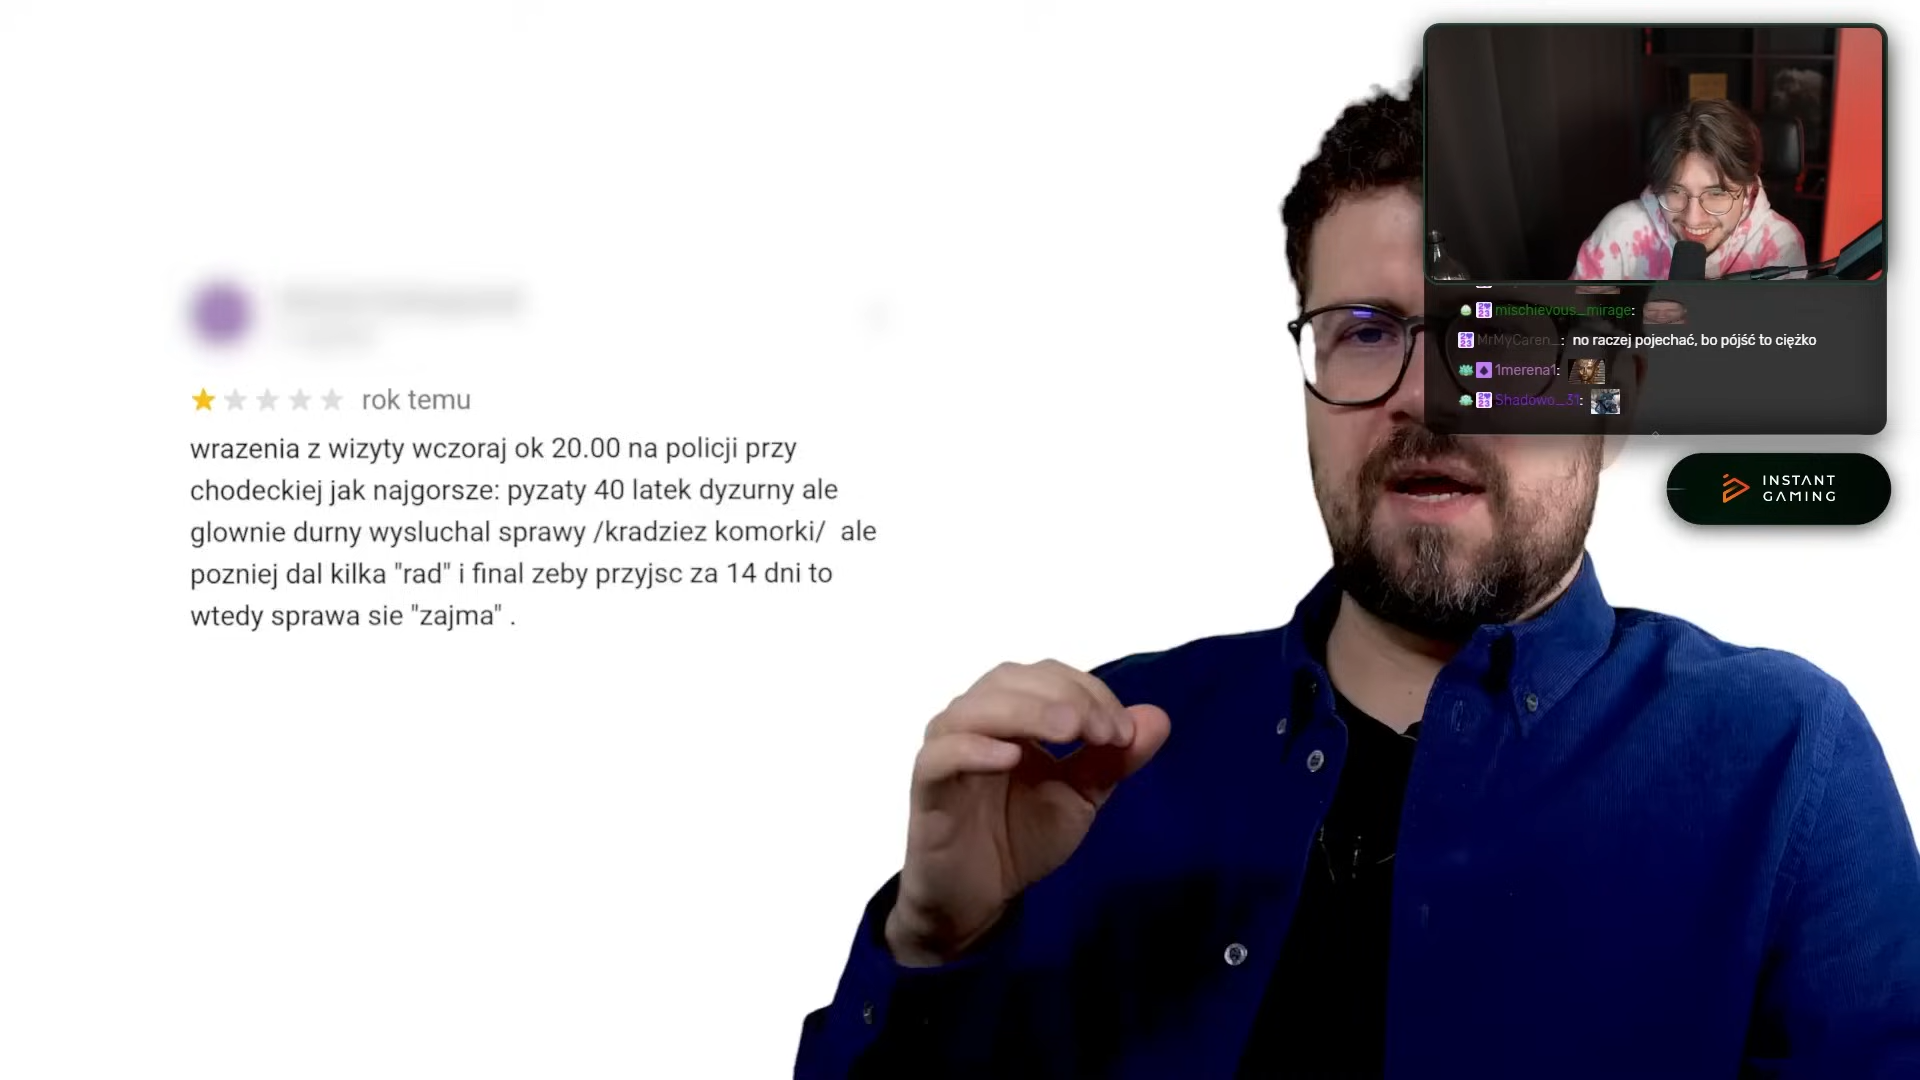 rok temu
wrazenia z wizyty wczoraj ok 20.00 na policji przy
chodeckiej jak najgorsze: pyzaty 40 latek dyzurny ale
glownie durny wysluchal sprawy /kradziez komorki/  ale
pozniej dal kilka "rad" i final zeby przyjsc za 14 dni to
wtedy sprawa sie "zajma" .
mischievous_mirage:
MrMyCaren_: no raczej pojechać, bo pójść to ciężko
1merena1:
Shadowo_31:
INSTANT
GAMING